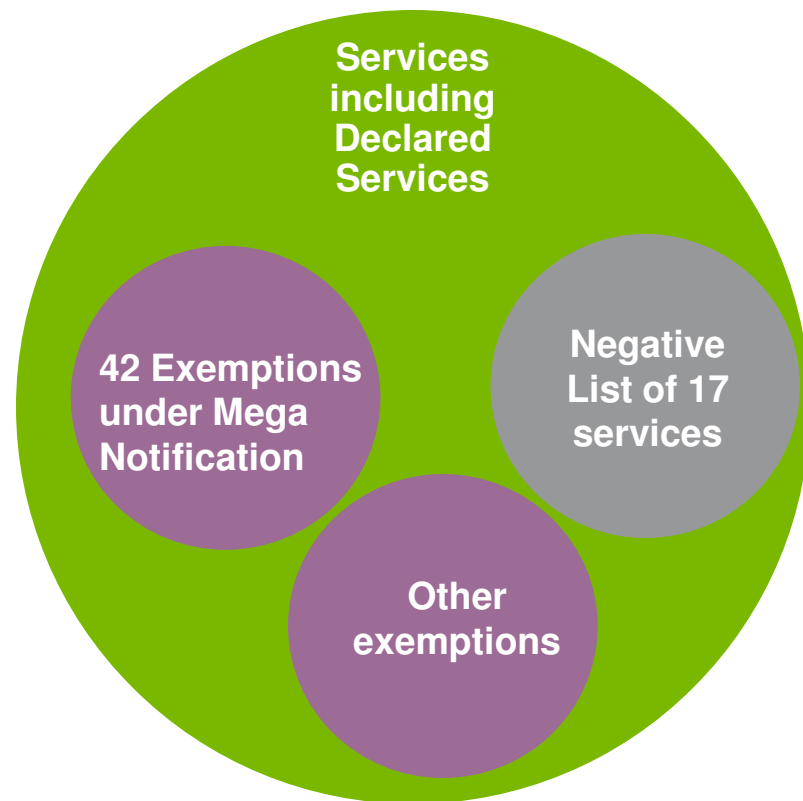 Services
including
Declared
Services
42 Exemptions
under Mega
Notification
Negative
List of 17
services
Other
exemptions